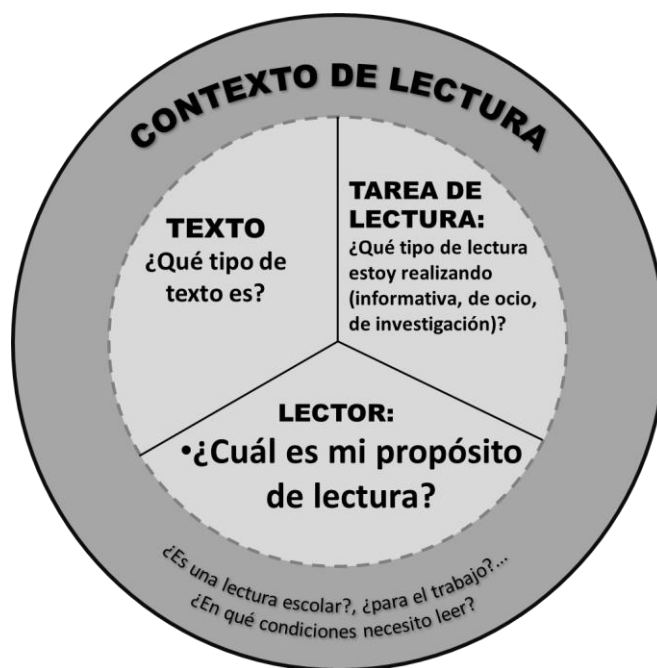 CONTEXTO DE LECTURA
TEXTO
¿Qué tipo de
texto es?
TAREA DE
LECTURA:
¿Qué tipo de lectura
estoy realizando
(informativa, de ocio,
de investigación)?
LECTOR:
•¿Cuál es mi propósito
de lectura?
¿Es una lectura escolar?, ¿para el trabajo?...
¿En qué condiciones necesito leer?